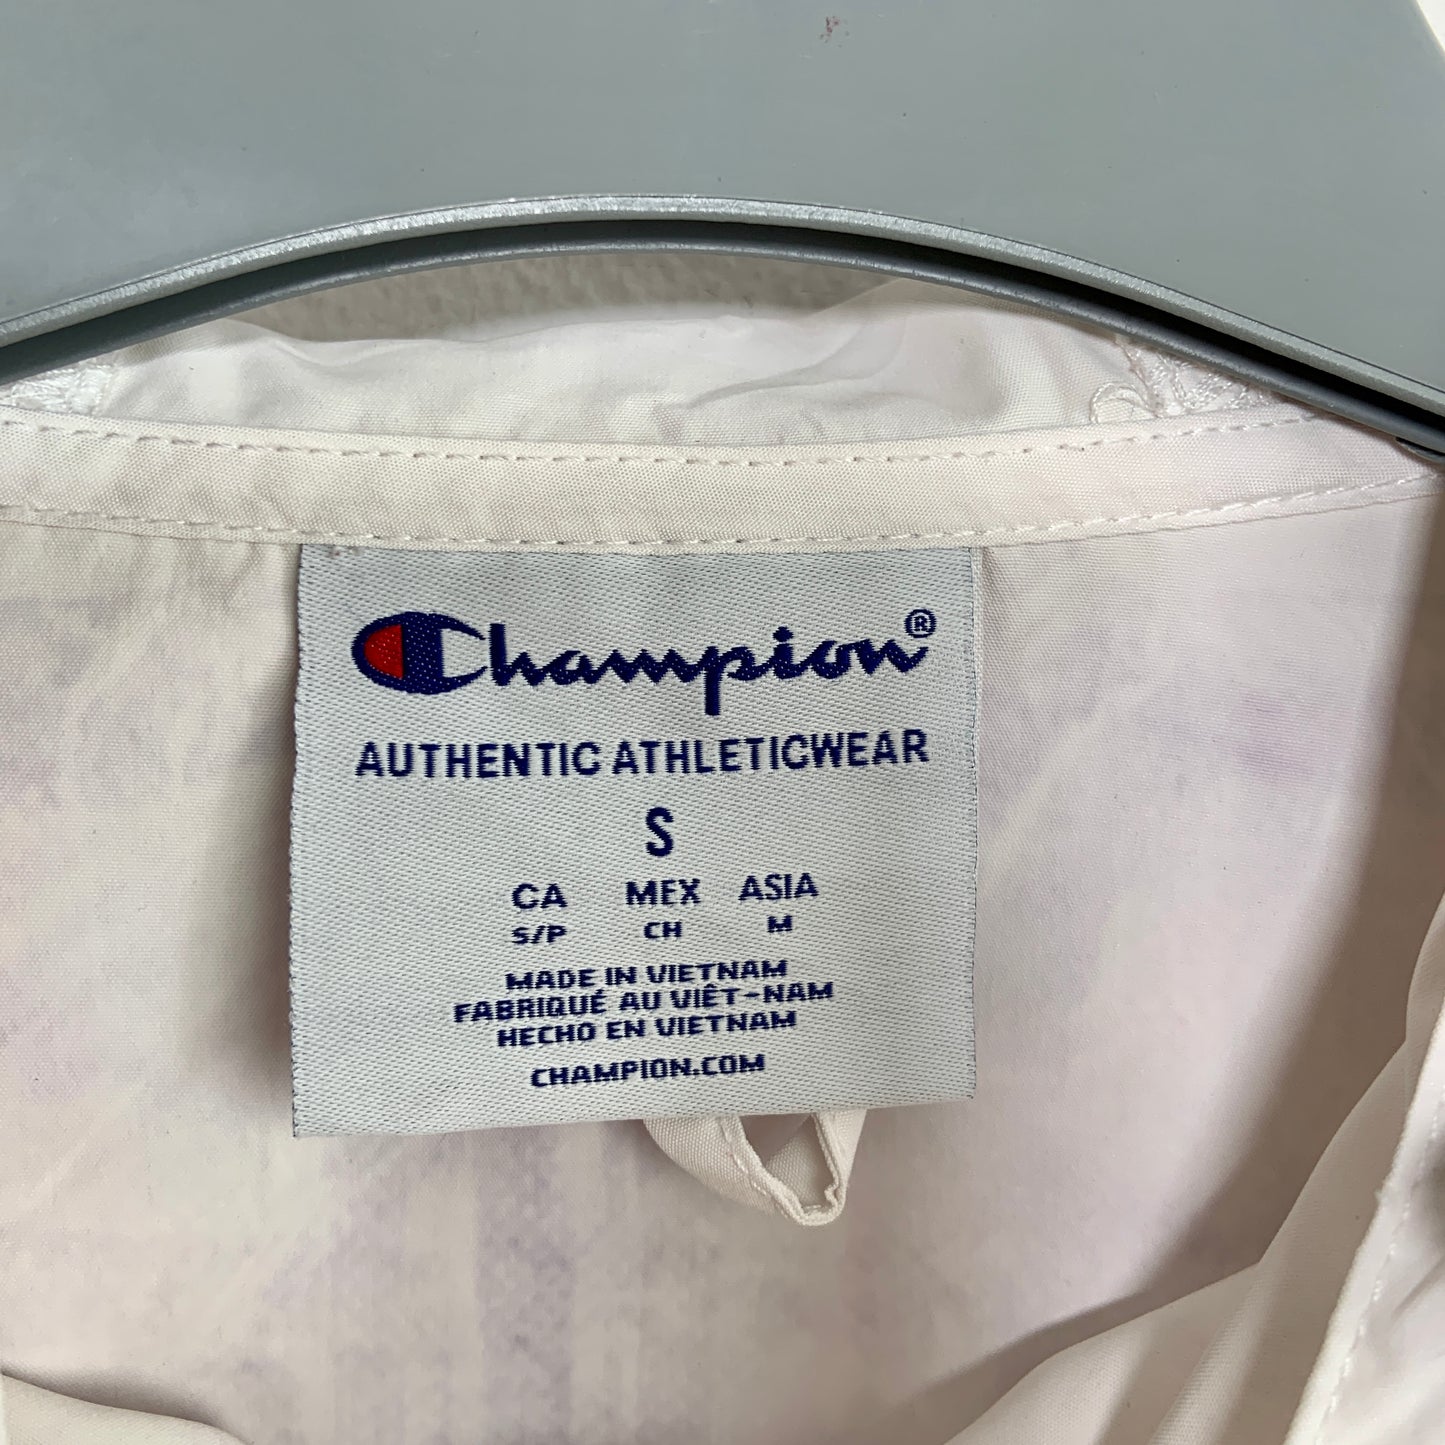 Champion®
AUTHENTIC ATHLETICWEAR
S
CA MEX ASIA
S/P CH M
MADE IN VIETNAM
FABRIQUÉ AU VIÊT-NAM
HECHO EN VIETNAM
CHAMPION.COM